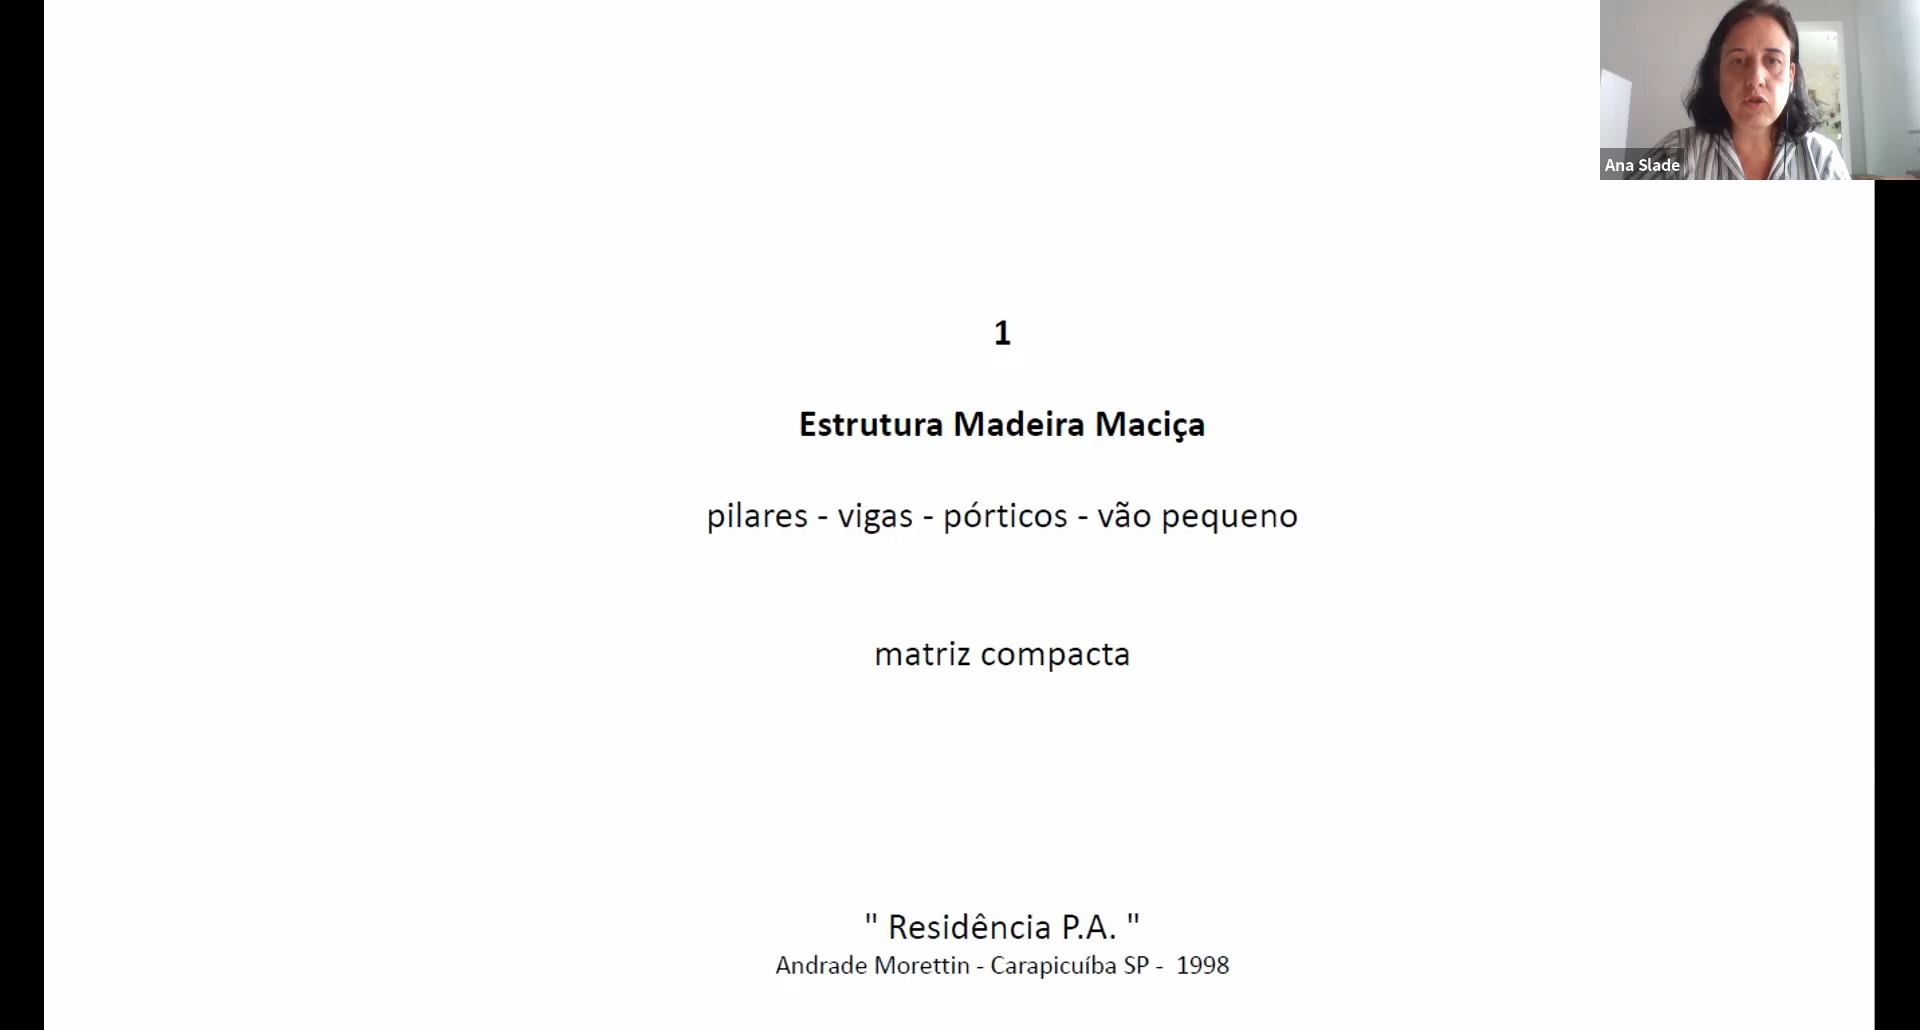 Ana Slade
1
Estrutura Madeira Maciça
pilares - vigas - pórticos - vão pequeno
matriz compacta
" Residência P.A. "
Andrade Morettin - Carapicuíba SP - 1998